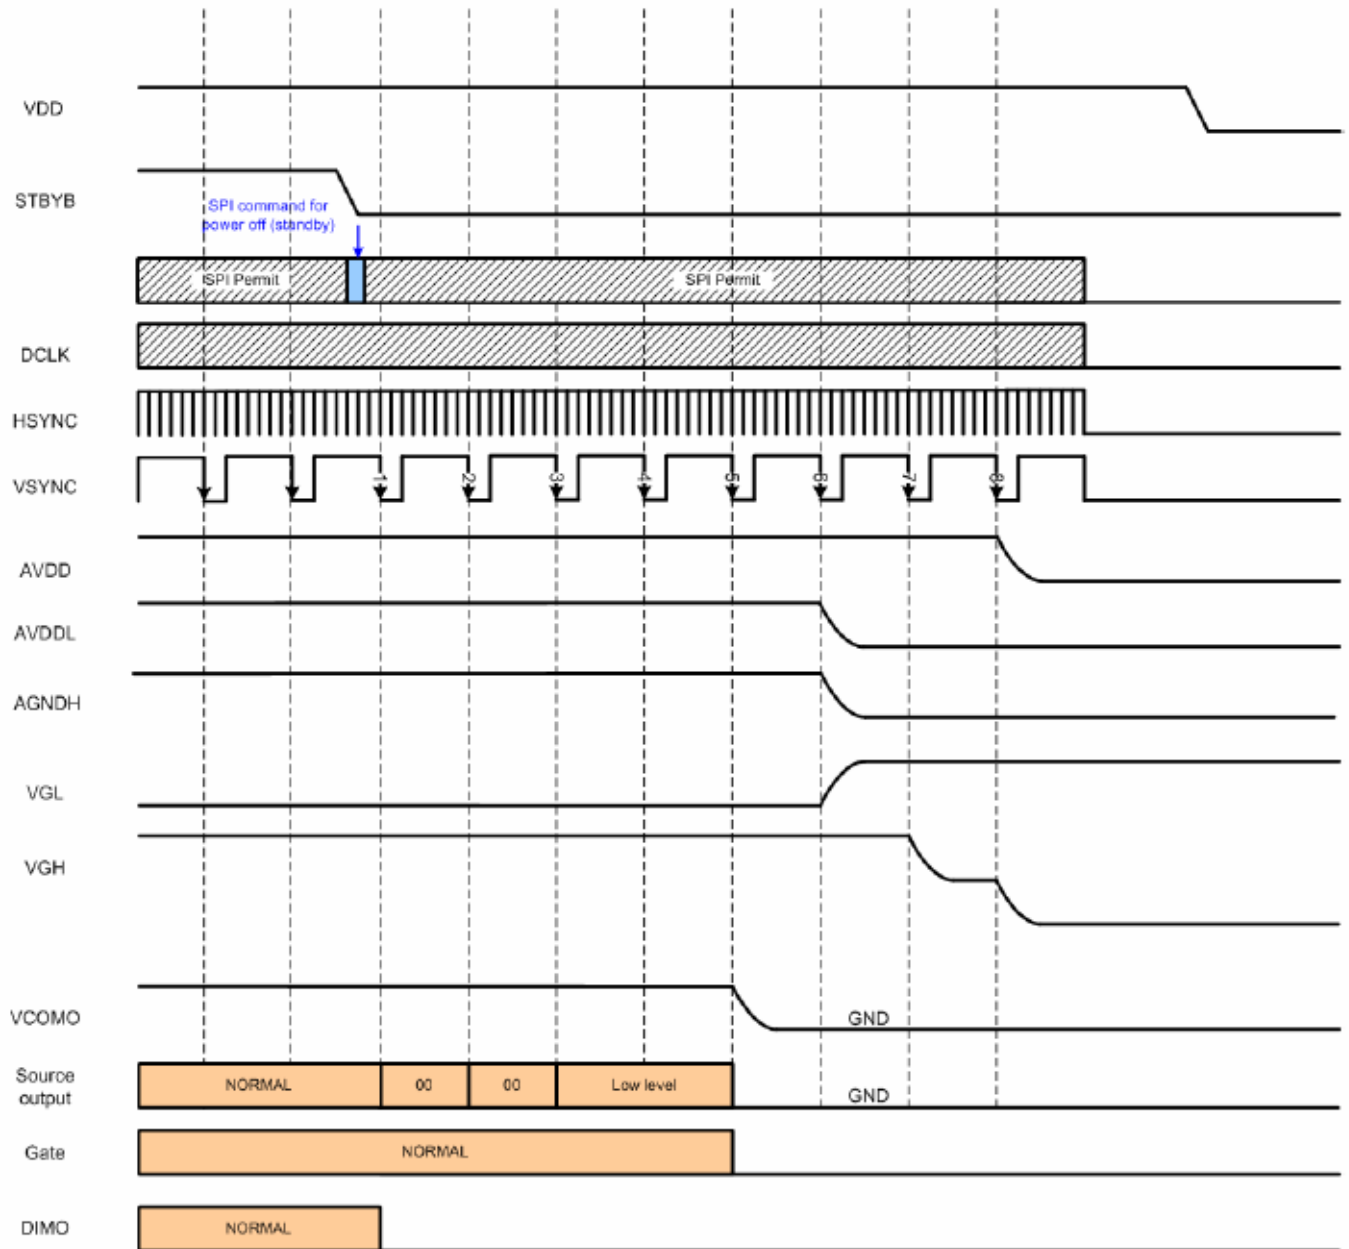 VDD
STBYB
SPI command for
power off (standby)
SPI Permit
SPI Permit
DCLK
HSYNC
VSYNC
1
2
3
4
5
6
7
8
AVDD
AVDDL
AGNDH
VGL
VGH
VCOMO
GND
Source
output
NORMAL
00
00
Low level
GND
Gate
NORMAL
DIMO
NORMAL